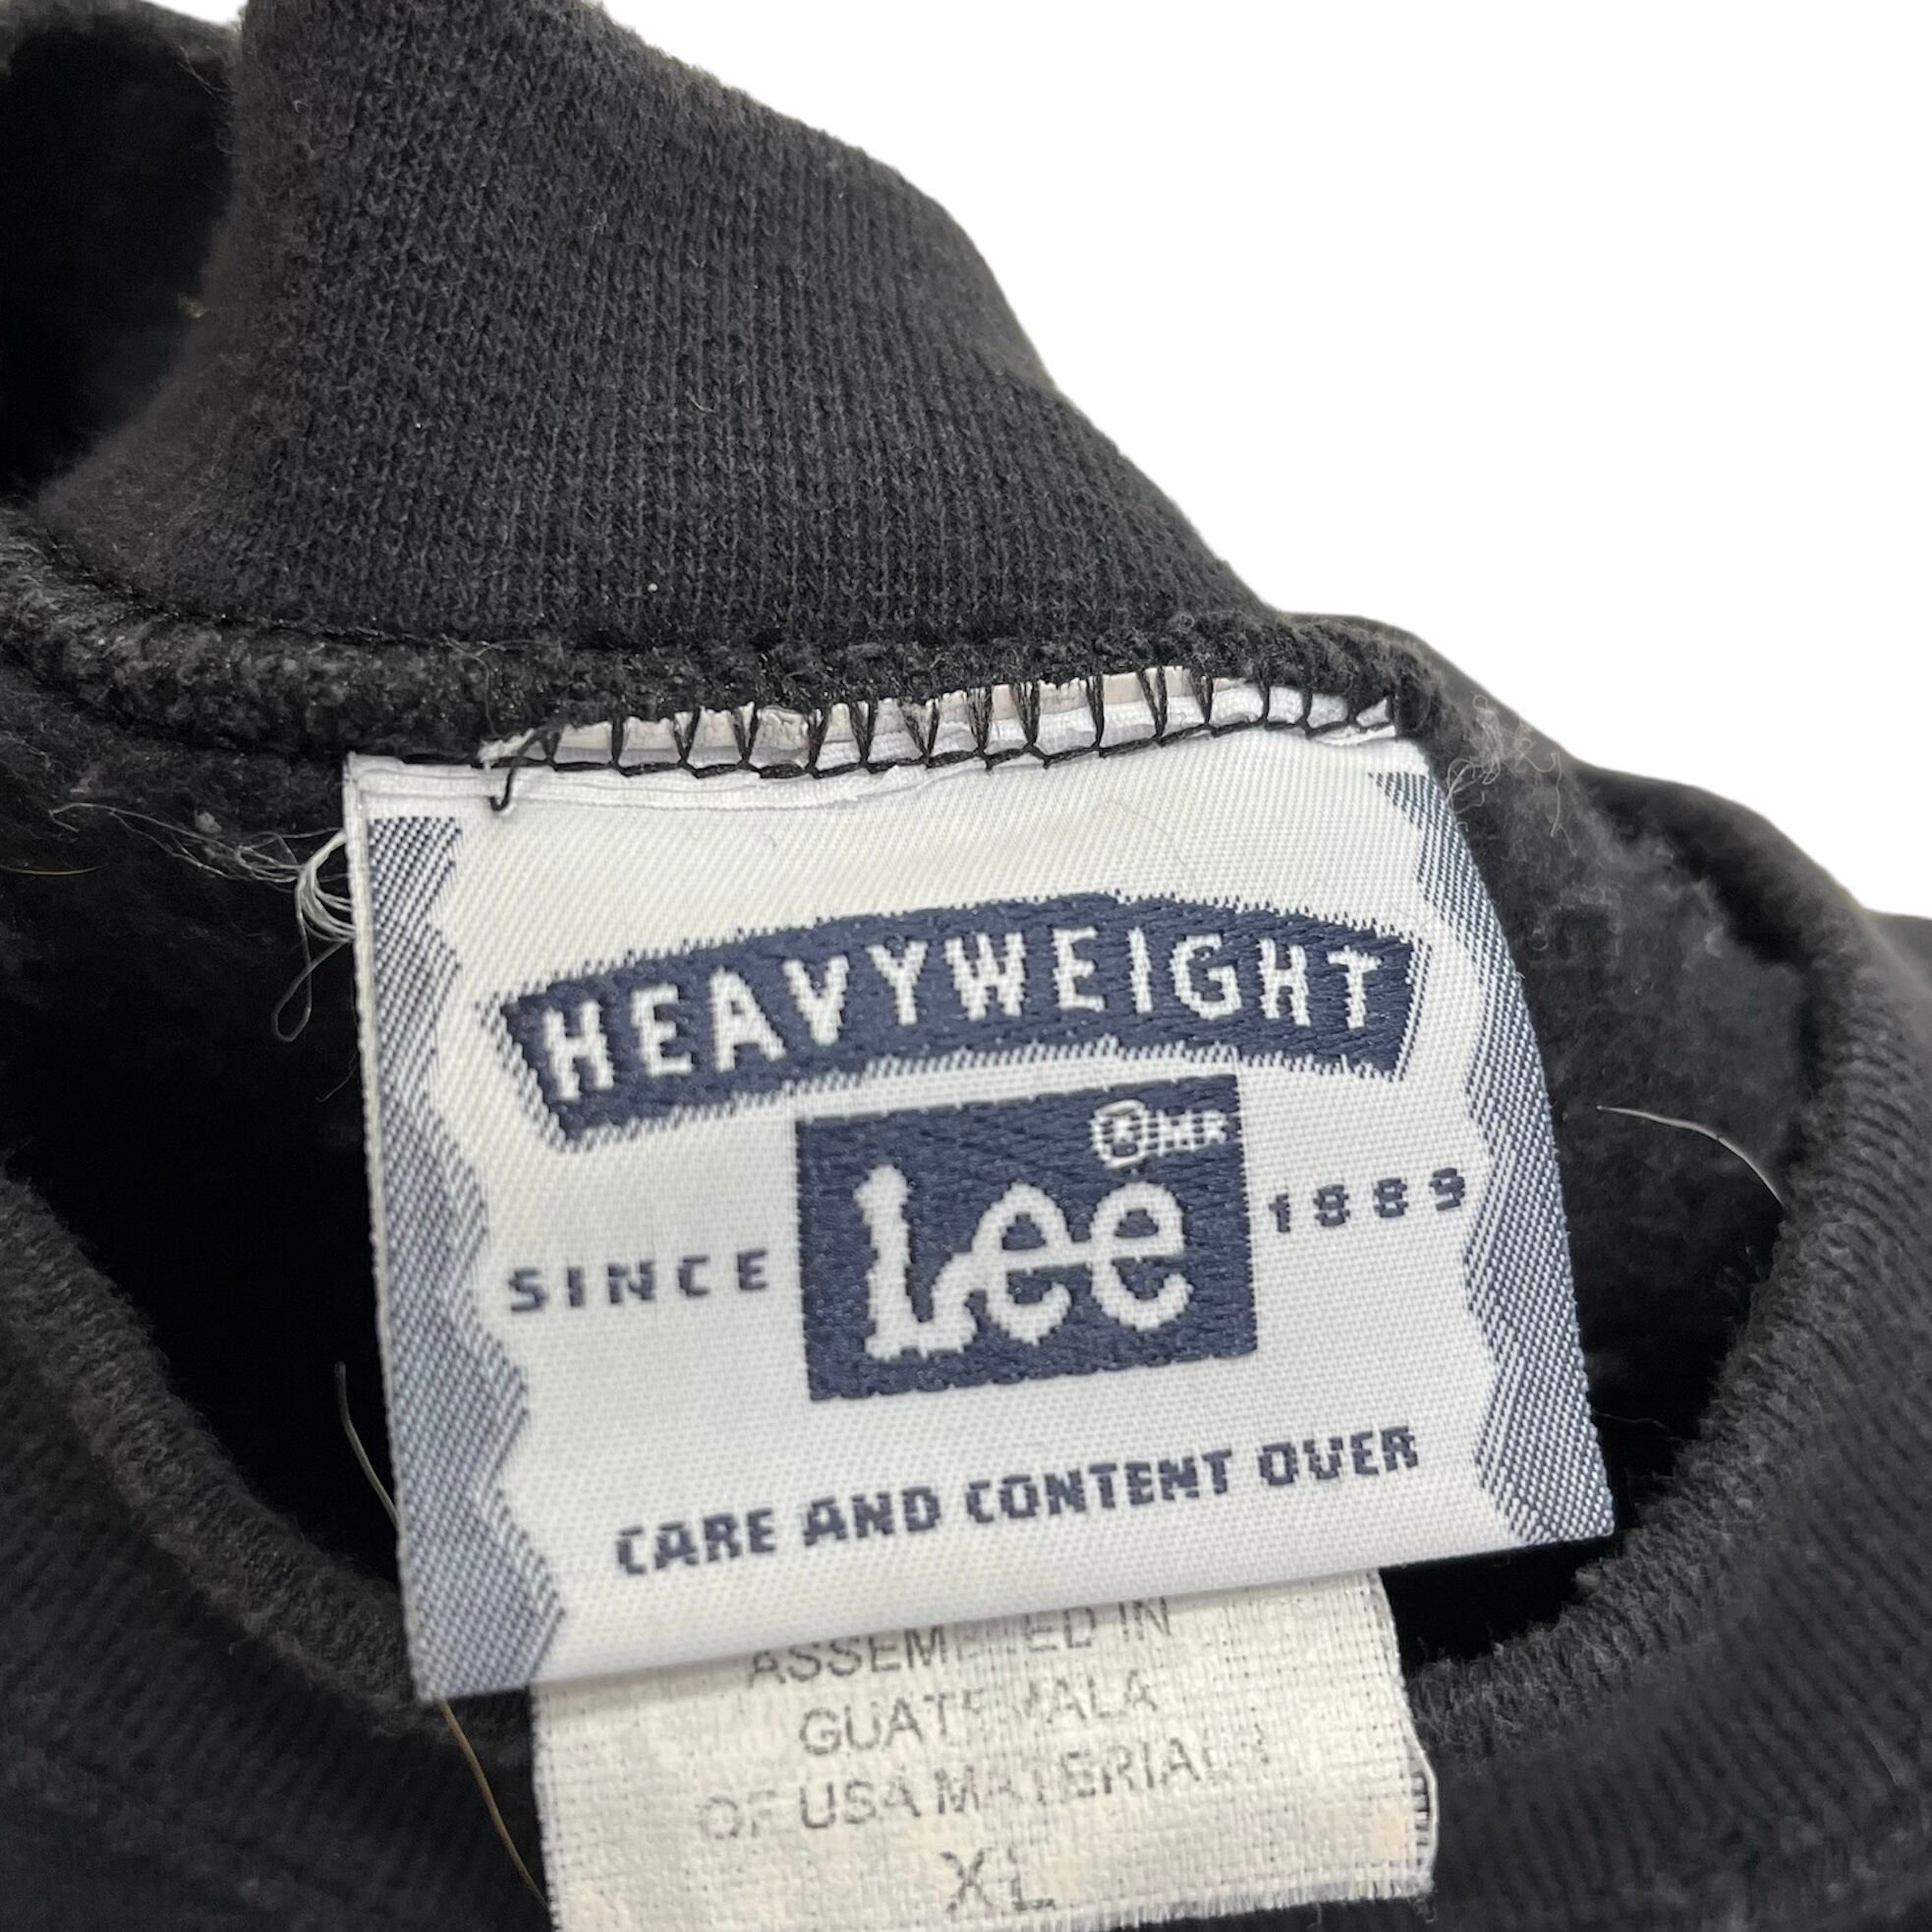 HEAVYWEIGHT
Lee ® MR
SINCE 1889
CARE AND CONTENT OVER
ASSEMBLED IN
GUATEMALA
OF USA MATERIALS
XL